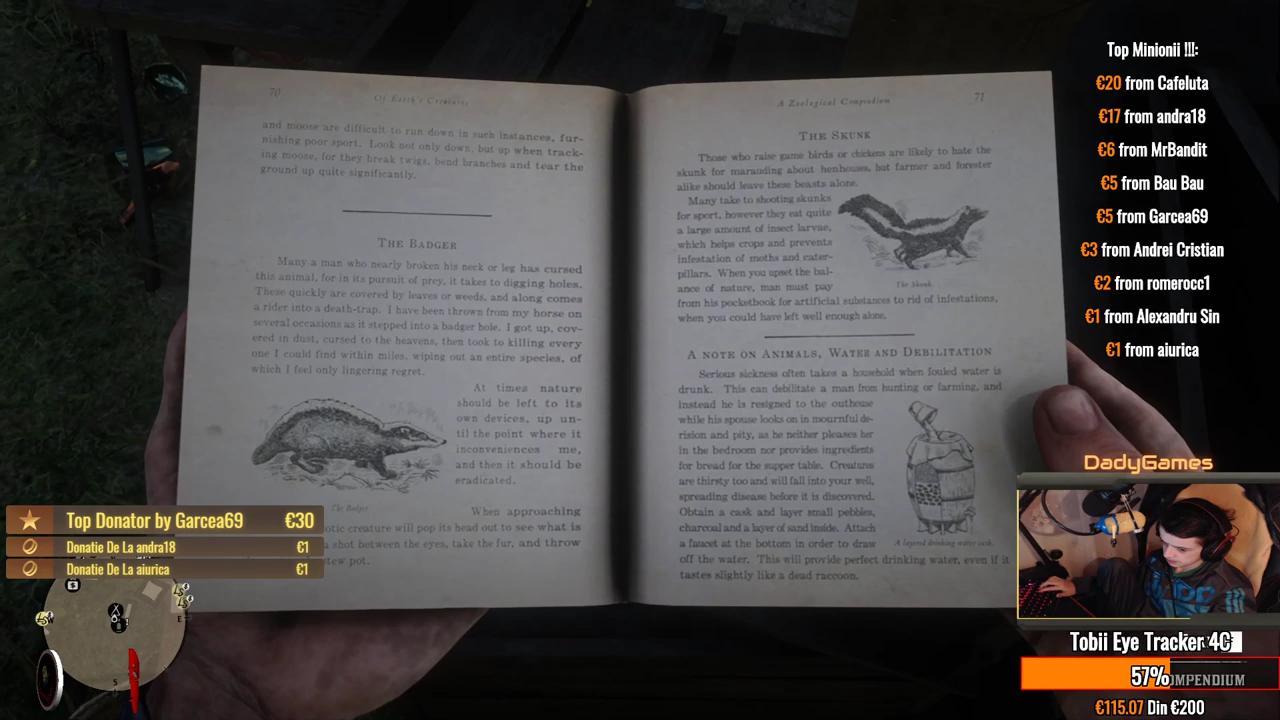 70
Of Earth's Creatures
and moose are difficult to run down in such instances, fur-
nishing poor sport. Look not only down, but up when track-
ing moose, for they break twigs, bend branches and tear the
ground up quite significantly.
THE BADGER
Many a man who nearly broken his neck or leg has cursed
this animal, for in its pursuit of prey, it takes to digging holes.
These quickly are covered by leaves or weeds, and along comes
a rider into a death-trap. I have been thrown from my horse on
several occasions as it stepped into a badger hole. I got up, cov-
ered in dust, cursed to the heavens, then took to killing every
one I could find within miles, wiping out an entire species, of
which I feel only lingering regret.
At times nature
should be left to its
own devices, up un-
til the point where it
inconveniences me,
and then it should be
eradicated.
The Badger
When approaching
otic creature will pop its head out to see what is
a shot between the eyes, take the fur, and throw
stew pot.
A Zoological Compendium
71
THE SKUNK
Those who raise game birds or chickens are likely to hate the
skunk for marauding about henhouses, but farmer and forester
alike should leave these beasts alone.
Many take to shooting skunks
for sport, however they eat quite
a large amount of insect larvae,
which helps crops and prevents
infestation of moths and cater-
pillars. When you upset the bal-
ance of nature, man must pay
The Skunk.
from his pocketbook for artificial substances to rid of infestations,
when you could have left well enough alone.
A NOTE ON ANIMALS, WATER AND DEBILITATION
Serious sickness often takes a household when fouled water is
drunk. This can debilitate a man from hunting or farming, and
instead he is resigned to the outhouse
while his spouse looks on in mournful de-
rision and pity, as he neither pleases her
in the bedroom nor provides ingredients
for bread for the supper table. Creatures
are thirsty too and will fall into your well,
spreading disease before it is discovered.
Obtain a cask and layer small pebbles,
charcoal and a layer of sand inside. Attach
a faucet at the bottom in order to draw
A layered drinking water cask.
off the water. This will provide perfect drinking water, even if it
tastes slightly like a dead raccoon.
Top Minionii !!!:
€20 from Cafeluta
€17 from andra18
€6 from MrBandit
€5 from Bau Bau
€5 from Garcea69
€3 from Andrei Cristian
€2 from romerocc1
€1 from Alexandru Sin
€1 from aiurica
DadyGames
Top Donator by Garcea69 €30
Donatie De La andra18 €1
Donatie De La aiurica €1
Tobii Eye Tracker 4C
57%
OMPENDIUM
€115.07 Din €200